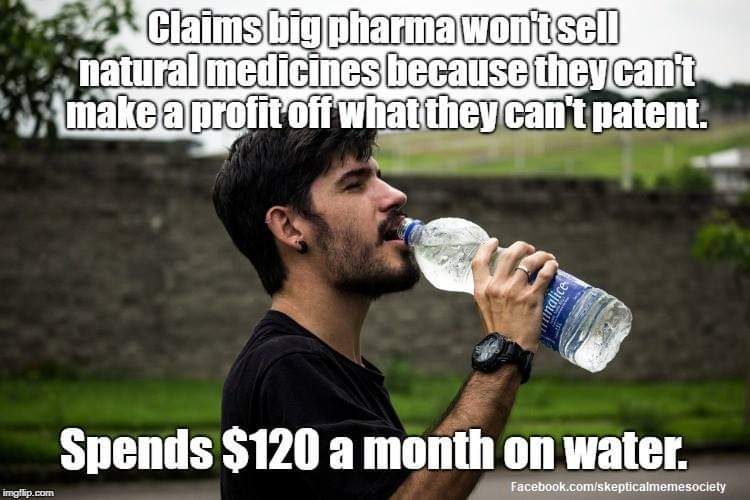 Claims big pharma won't sell
natural medicines because they can't
make a profit off what they can't patent.
Spends $120 a month on water.
Facebook.com/skepticalmemesociety
imgflip.com